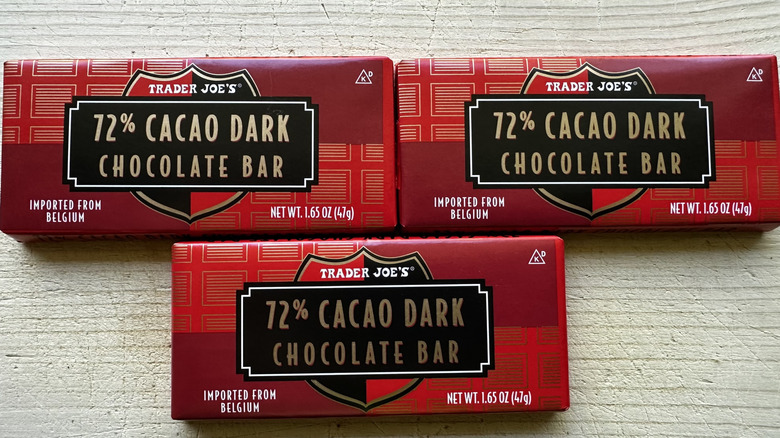 TRADER JOE'S®
K D
72% CACAO DARK
CHOCOLATE BAR
IMPORTED FROM
BELGIUM
NET WT. 1.65 OZ (47g)
TRADER JOE'S®
K D
72% CACAO DARK
CHOCOLATE BAR
IMPORTED FROM
BELGIUM
NET WT. 1.65 OZ (47g)
TRADER JOE'S®
K D
72% CACAO DARK
CHOCOLATE BAR
IMPORTED FROM
BELGIUM
NET WT. 1.65 OZ (47g)